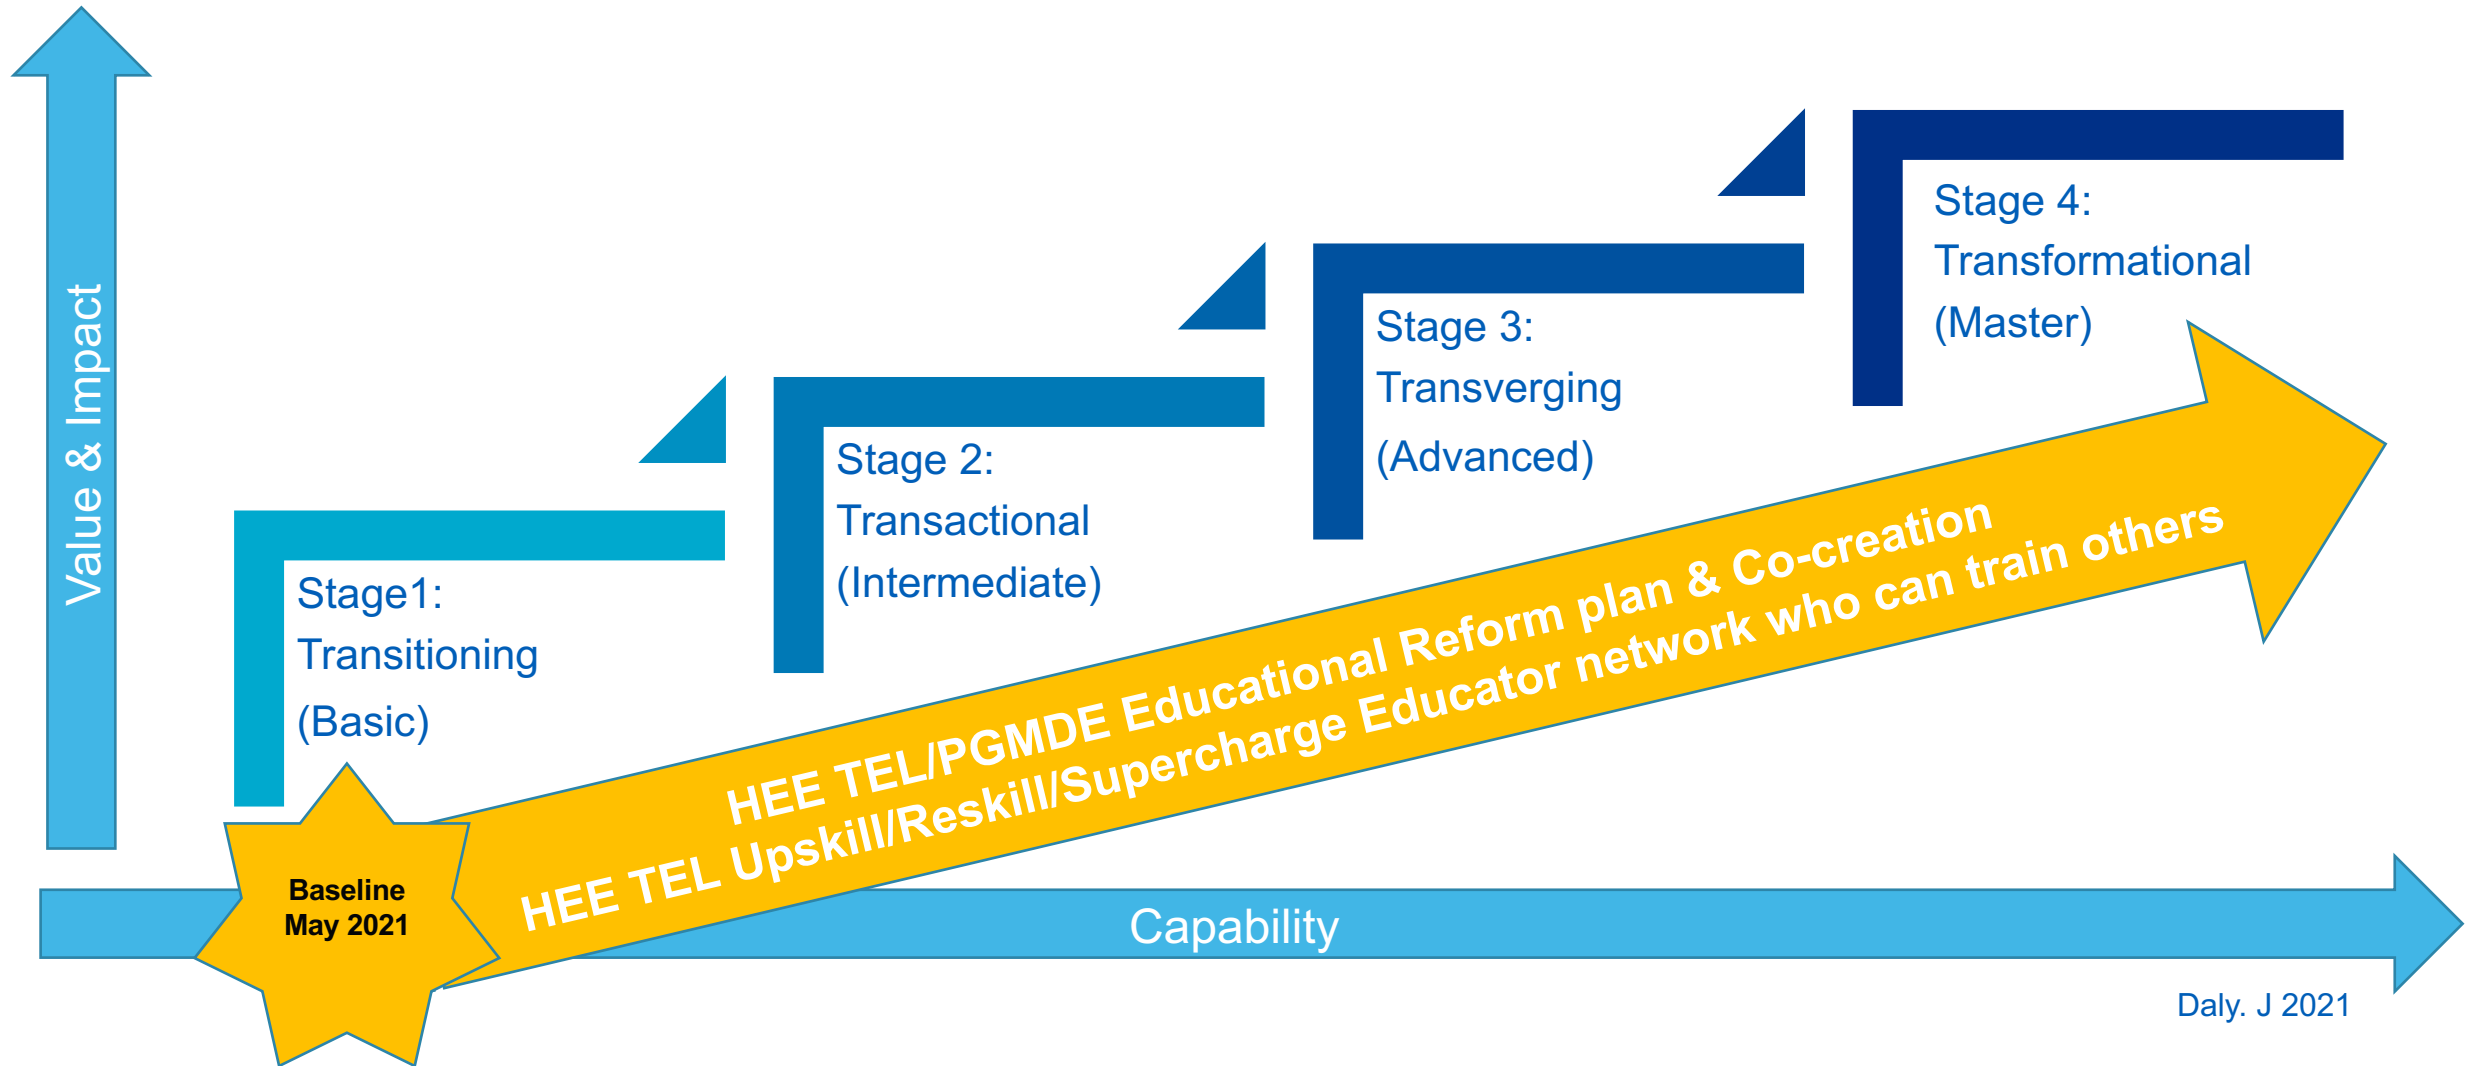 Value & Impact
Stage1:
Transitioning
(Basic)
Stage 2:
Transactional
(Intermediate)
Stage 3:
Transverging
(Advanced)
Stage 4:
Transformational
(Master)
HEE TEL/PGMDE Educational Reform plan & Co-creation
HEE TEL Upskill/Reskill/Supercharge Educator network who can train others
Baseline
May 2021
Capability
Daly. J 2021